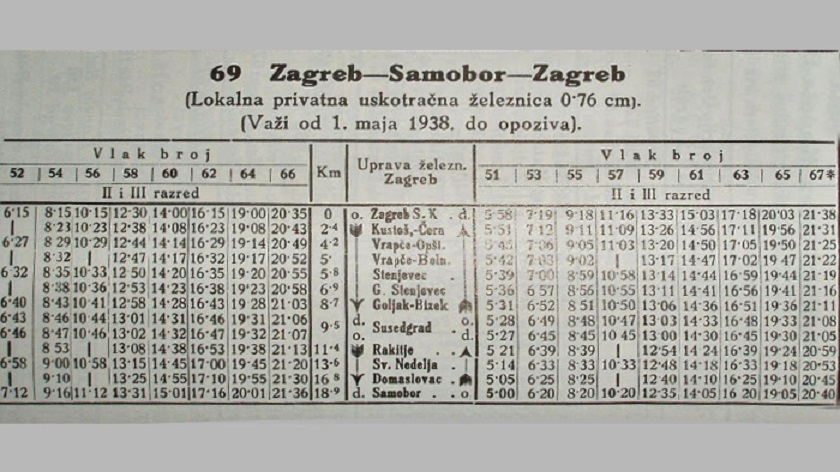 69 Zagreb—Samobor—Zagreb
(Lokalna privatna uskotračna železnica 0·76 cm).
(Važi od 1. maja 1938. do opoziva).
Vlak broj Km Uprava železn. Zagreb Vlak broj
52 | 54 | 56 | 58 | 60 | 62 | 64 | 66 51 | 53 | 55 | 57 | 59 | 61 | 63 | 65 | 67*
II i III razred II i III razred
6·15 8·15 10·15 12·30 14·00 16·15 19·00 20·35 0 o. Zagreb S. K. d. 5·58 7·19 9·18 11·16 13·33 15·03 17·18 20·03 21·38
| 8·23 10·23 12·38 14·08 16·23 19·08 20·43 2·4 Kustoš.-Čern 5·51 7·12 9·11 11·09 13·26 14·56 17·11 19·56 21·31
6·27 8·29 10·29 12·44 14·14 16·29 19·14 20·49 4·2 Vrapče-Opšt. 7·06 9·05 11·03 13·20 14·50 17·05 19·50 21·25
| 8·32 | 12·47 14·17 16·32 19·17 20·52 5· Vrapče-Boln. 5·42 7·03 9·02 | 13·17 14·47 17·02 19·47 21·22
6·32 8·35 10·33 12·50 14·20 16·35 19·20 20·55 5·8 Stenjevec 5·39 7·00 8·59 10·58 13·14 14·44 16·59 19·44 21·19
| 8·38 10·36 12·53 14·23 16·38 19·23 20·58 6·9 G. Stenjevec 5·36 6·57 8·56 10·55 13·11 14·41 16·56 19·41 21·16
6·40 8·43 10·41 12·58 14·28 16·43 19·28 21·03 8·7 Goljak-Bizek 5·31 6·52 8·51 10·50 13·06 14·36 16·51 19·36 21·11
6·43 8·46 10·44 13·01 14·31 16·46 19·31 21·06 9·5 d. Susedgrad o. 5·28 6·49 8·48 10·47 13·03 14·33 16·48 19·33 21·08
6·46 8·47 10·46 13·02 14·32 16·47 19·32 21·07 o. d. 5·27 6·45 8·45 10·45 13·00 14·30 16·45 19·30 21·05
| 8·53 | 13·08 14·38 16·53 19·38 21·13 11·4 Rakitje 5·21 6·39 8·39 | 12·54 14·24 16·39 19·24 20·59
6·58 9·00 10·58 13·15 14·45 17·00 19·45 21·20 13·6 Sv. Nedelja 5·14 6·33 8·33 10·33 12·48 14·18 16·33 19·18 20·53
| 9·10 | 13·25 14·55 17·10 19·55 21·30 16·8 Domaslovac 5·05 6·25 8·25 | 12·40 14·10 16·25 19·10 20·45
7·12 9·16 11·12 13·31 15·01 17·16 20·01 21·36 18·9 d. Samobor o. 5·00 6·20 8·20 10·20 12·35 14·05 16·20 19·05 20·40